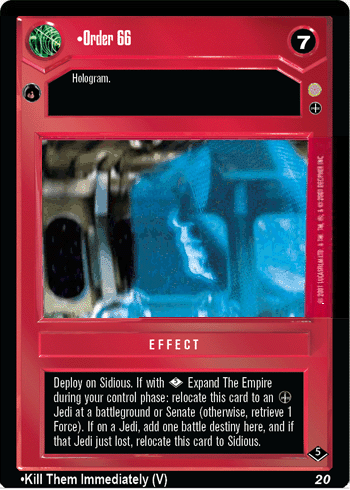 •Order 66
7
Hologram.
EFFECT
Deploy on Sidious. If with Expand The Empire
during your control phase: relocate this card to an
Jedi at a battleground or Senate (otherwise, retrieve 1
Force). If on a Jedi, add one battle destiny here, and if
that Jedi just lost, relocate this card to Sidious.
5
•Kill Them Immediately (V)
20